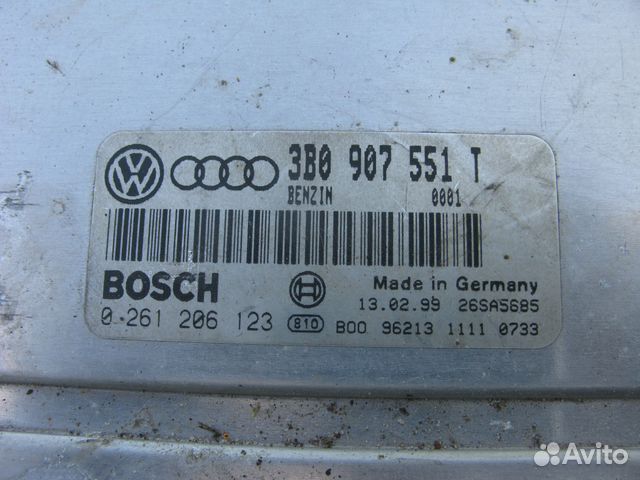 3B0 907 551 T
BENZIN 0001
BOSCH
Made in Germany
13.02.99 26SA5685
0 261 206 123 810 B00 96213 1111 0733
Avito